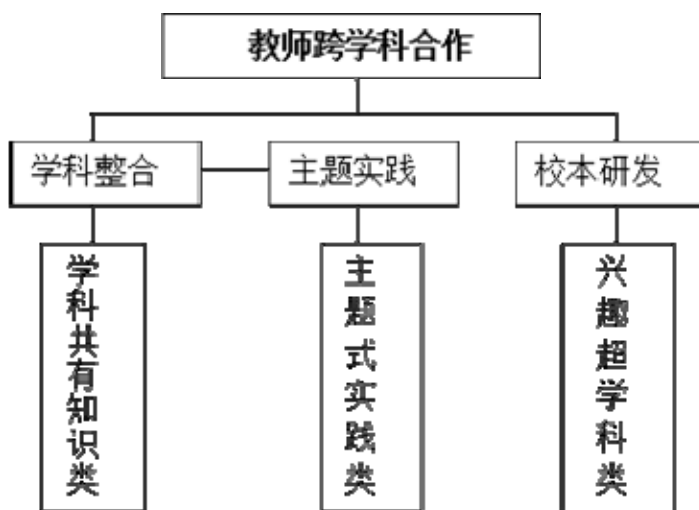 教师跨学科合作
学科整合
主题实践
校本研发
学科共有知识类
主题式实践类
兴趣超学科类